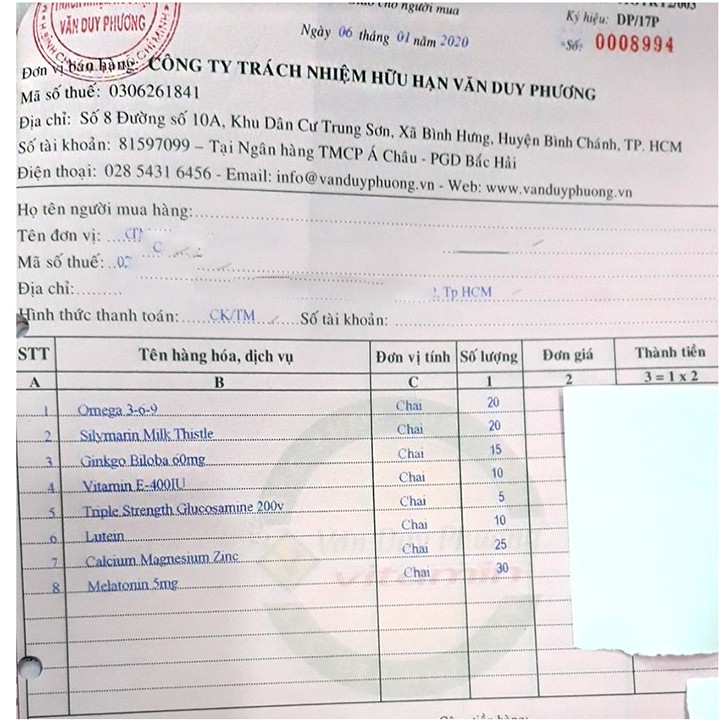 VĂN DUY PHƯƠNG
cho người mua
Ngày 06 tháng 01 năm 2020
Ký hiệu: DP/17P
Số: 0008994
Đơn vị bán hàng: CÔNG TY TRÁCH NHIỆM HỮU HẠN VĂN DUY PHƯƠNG
Mã số thuế: 0306261841
Địa chỉ: Số 8 Đường số 10A, Khu Dân Cư Trung Sơn, Xã Bình Hưng, Huyện Bình Chánh, TP. HCM
Số tài khoản: 81597099 – Tại Ngân hàng TMCP Á Châu - PGD Bắc Hải
Điện thoại: 028 5431 6456 - Email: info@vanduyphuong.vn - Web: www.vanduyphuong.vn
Họ tên người mua hàng:
Tên đơn vị:
Mã số thuế:
Địa chỉ: Tp HCM
Hình thức thanh toán: CK/TM Số tài khoản:
STT Tên hàng hóa, dịch vụ Đơn vị tính Số lượng Đơn giá Thành tiền
A B C 1 2 3 = 1 x 2
1 Omega 3-6-9 Chai 20
2 Silymarin Milk Thistle Chai 20
3 Ginkgo Biloba 60mg Chai 15
4 Vitamin E-400IU Chai 10
5 Triple Strength Glucosamine 200v Chai 5
6 Lutein Chai 10
7 Calcium Magnesium Zinc Chai 25
8 Melatonin 5mg Chai 30
Văn Duy Phương
vitamin